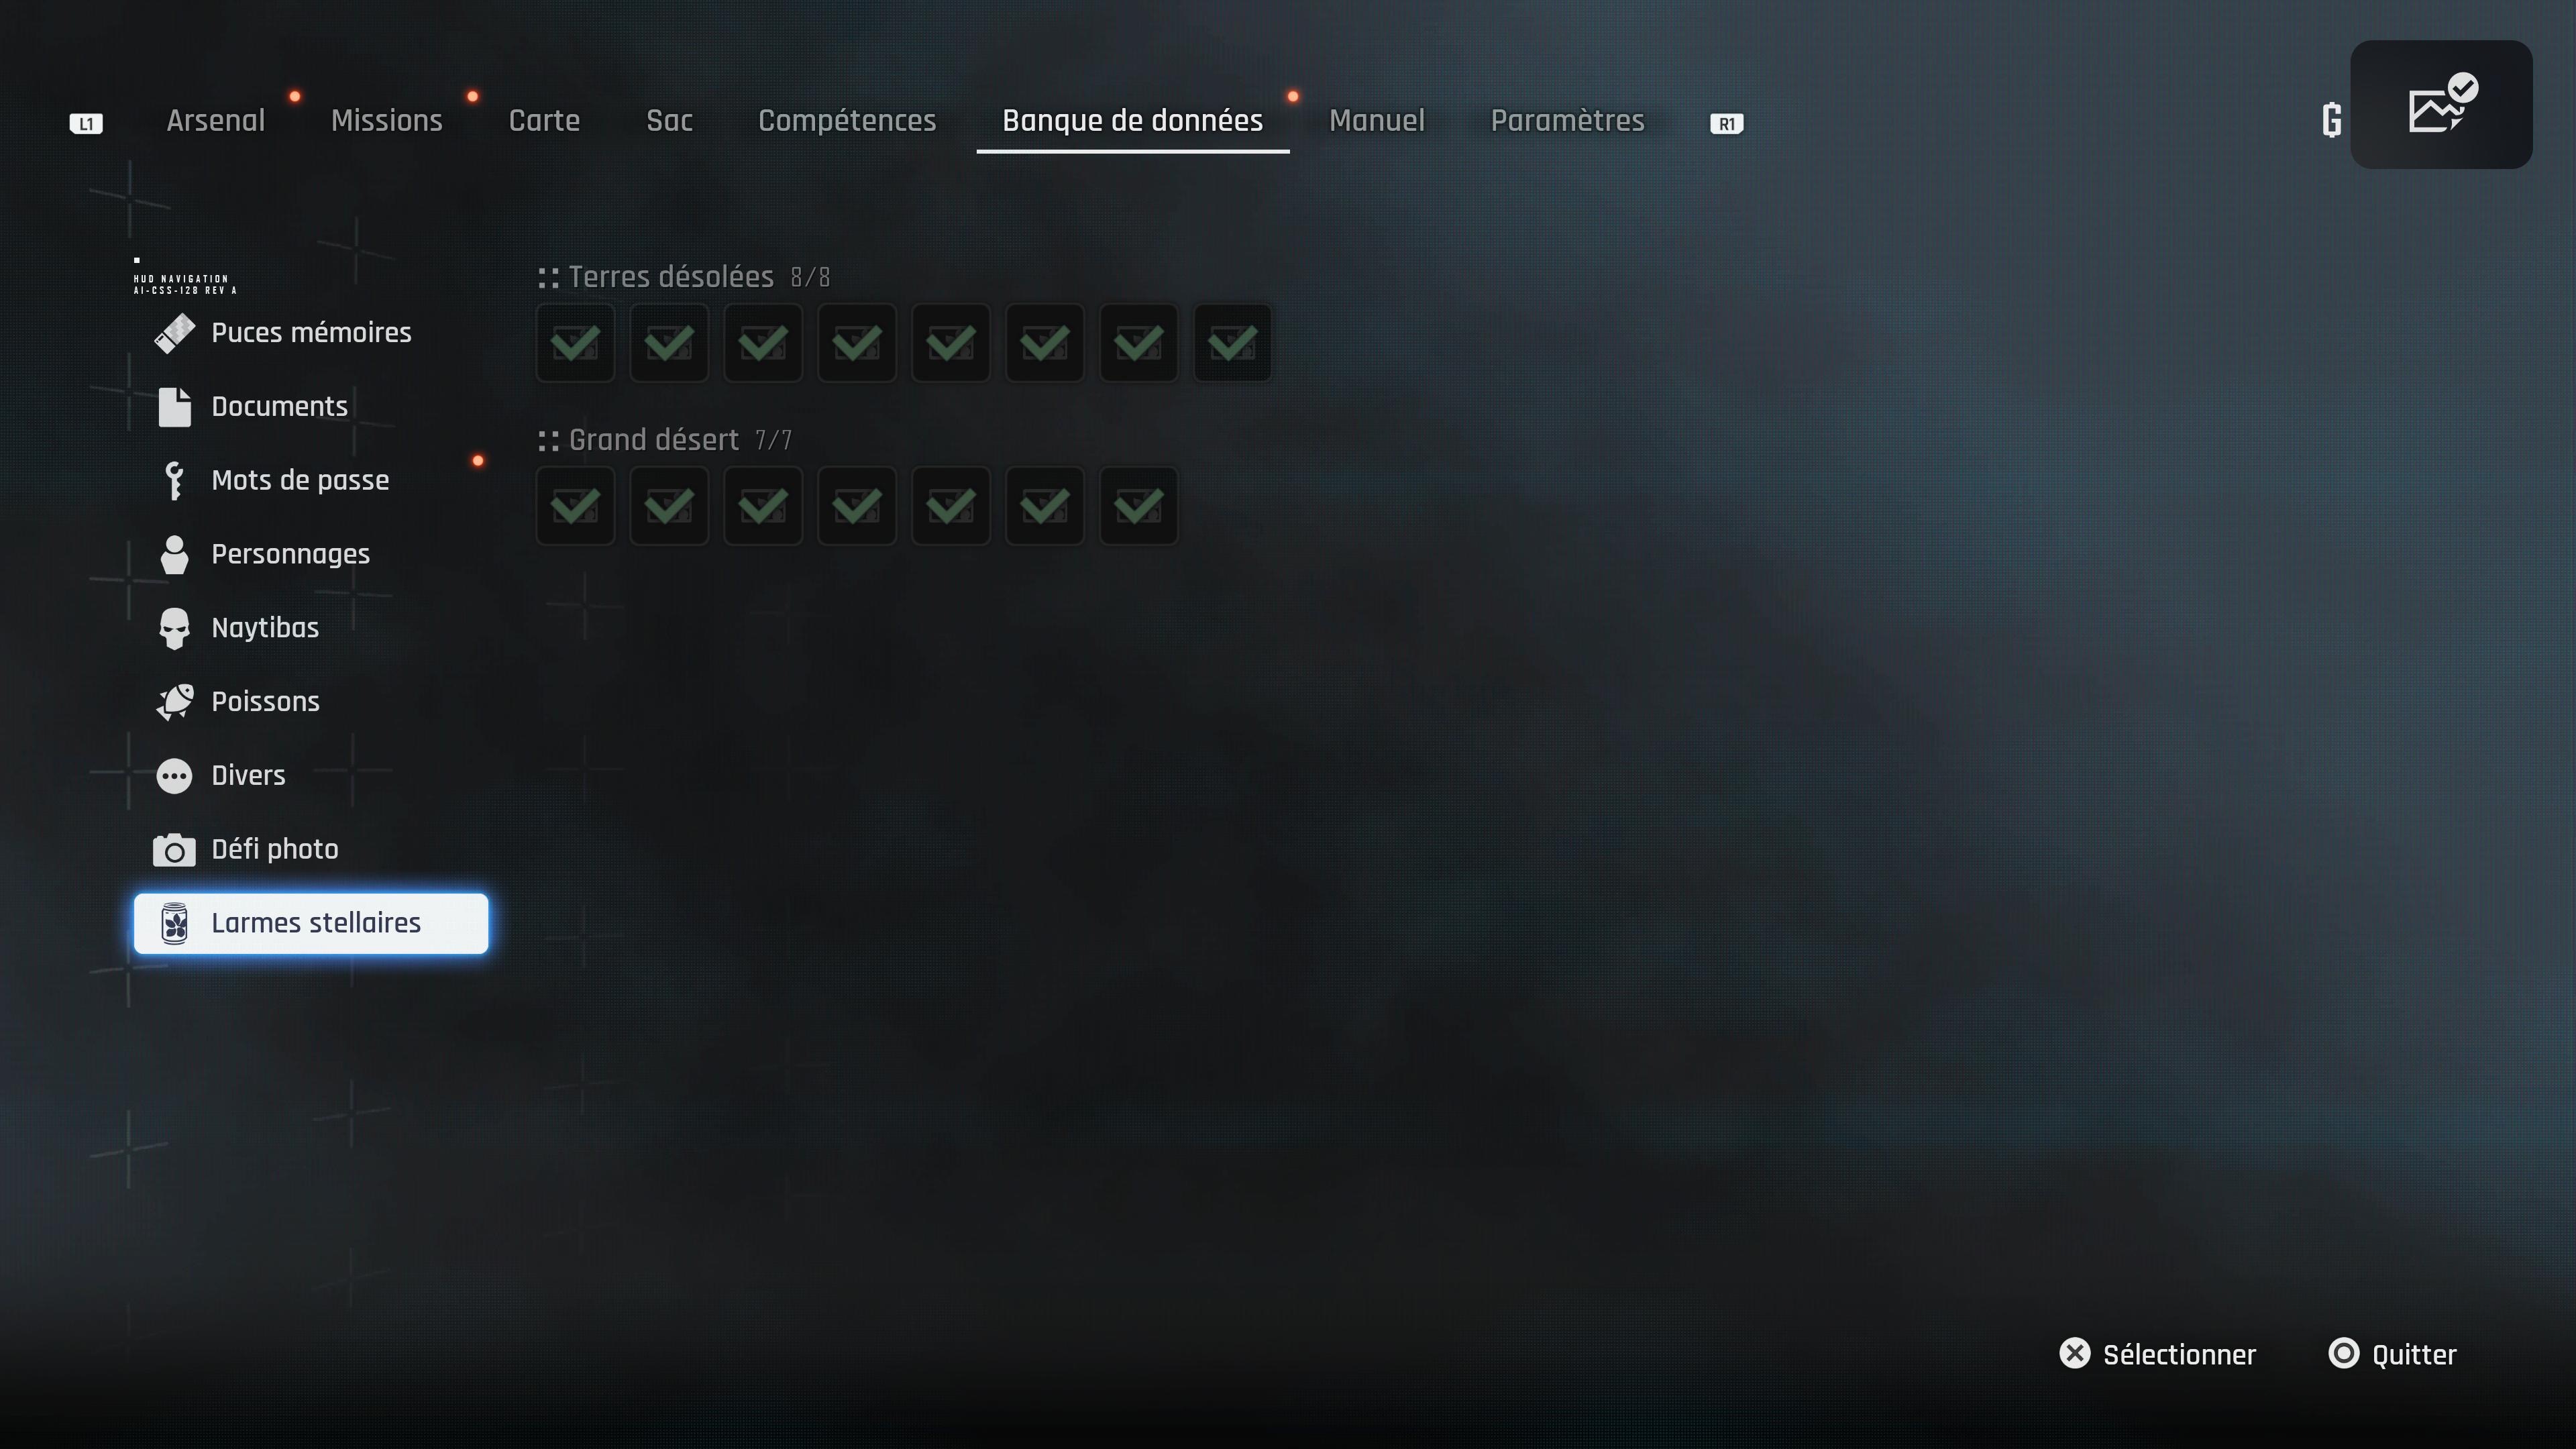 L1 Arsenal Missions Carte Sac Compétences Banque de données Manuel Paramètres R1
HUD NAVIGATION
AI-CSS-128 REV A
Puces mémoires
Documents
Mots de passe
Personnages
Naytibas
Poissons
Divers
Défi photo
Larmes stellaires
Terres désolées 8/8
Grand désert 7/7
Sélectionner Quitter